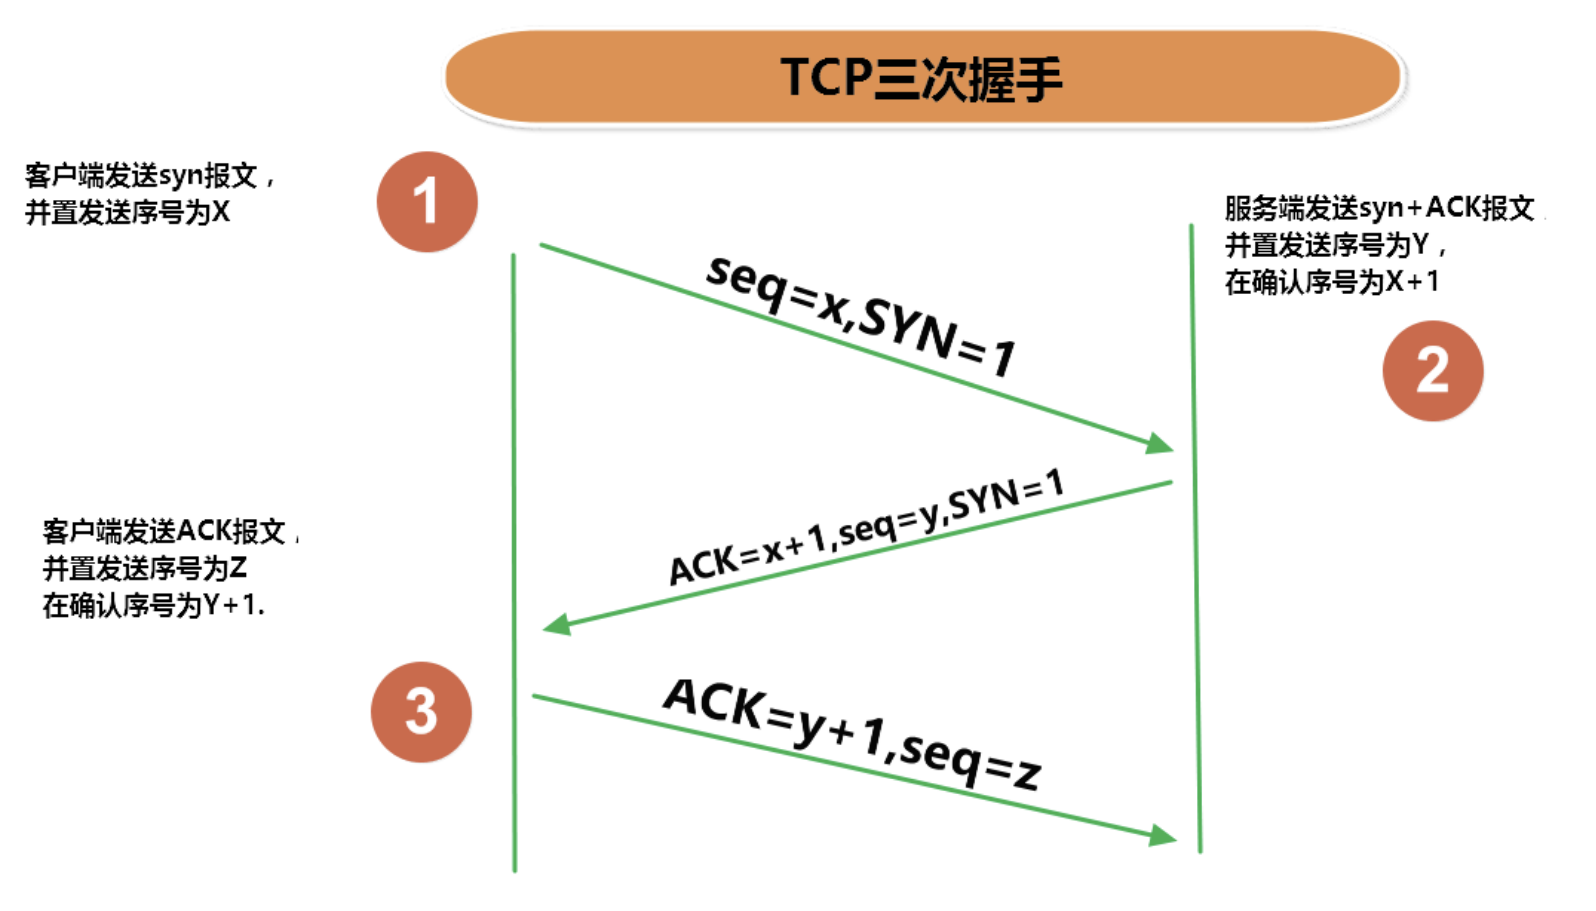 TCP三次握手
客户端发送syn报文，
并置发送序号为X
1
服务端发送syn+ACK报文
并置发送序号为Y，
在确认序号为X+1
2
seq=x,SYN=1
ACK=x+1,seq=y,SYN=1
客户端发送ACK报文，
并置发送序号为Z
在确认序号为Y+1.
3
ACK=y+1,seq=z